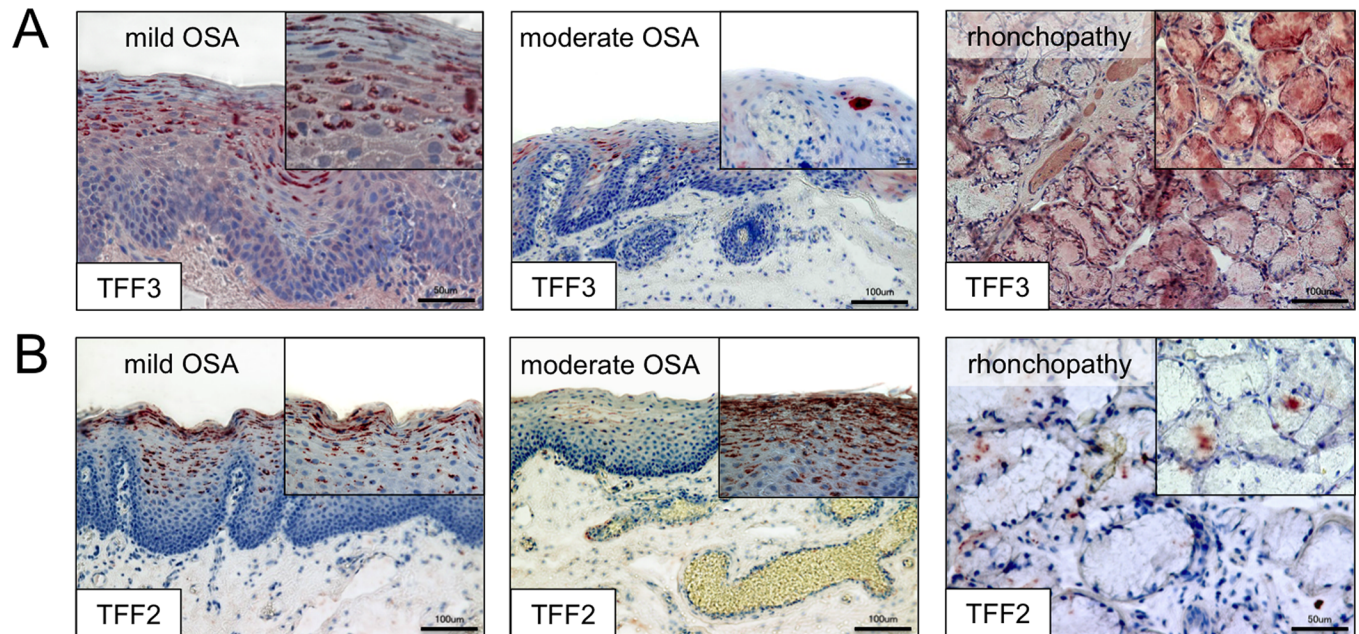 A
mild OSA
moderate OSA
rhonchopathy
TFF3
50um
TFF3
100um
TFF3
100um
B
mild OSA
moderate OSA
rhonchopathy
TFF2
100um
TFF2
100um
TFF2
50um